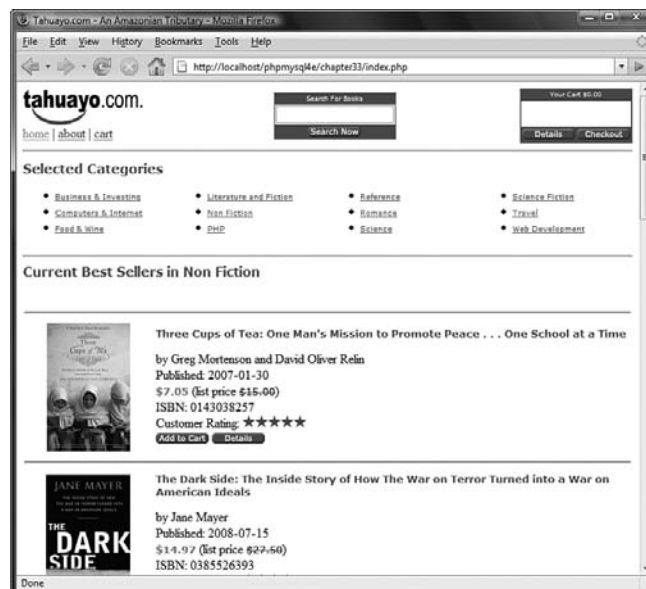 Tahuayo.com - An Amazonian Tributary - Mozilla Firefox
File Edit View History Bookmarks Tools Help
http://localhost/phpmysql4e/chapter33/index.php
tahuayo.com.
home | about | cart
Search For Books
Search Now
Your Cart $0.00
Details Checkout
Selected Categories
Business & Investing Literature and Fiction Reference Science Fiction
Computers & Internet Non Fiction Romance Travel
Food & Wine PHP Science Web Development
Current Best Sellers in Non Fiction
Three Cups of Tea
Three Cups of Tea: One Man's Mission to Promote Peace . . . One School at a Time
by Greg Mortenson and David Oliver Relin
Published: 2007-01-30
$7.05 (list price $15.00)
ISBN: 0143038257
Customer Rating: ★★★★★
Add to Cart Details
JANE MAYER
THE DARK SIDE
The Dark Side: The Inside Story of How The War on Terror Turned into a War on
American Ideals
by Jane Mayer
Published: 2008-07-15
$14.97 (list price $27.50)
ISBN: 0385526393
Done